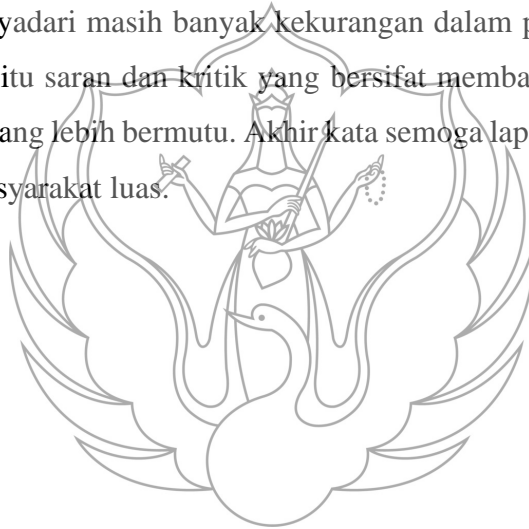 yadari masih banyak kekurangan dalam p
itu saran dan kritik yang bersifat memba
ang lebih bermutu. Akhir kata semoga lap
syarakat luas.